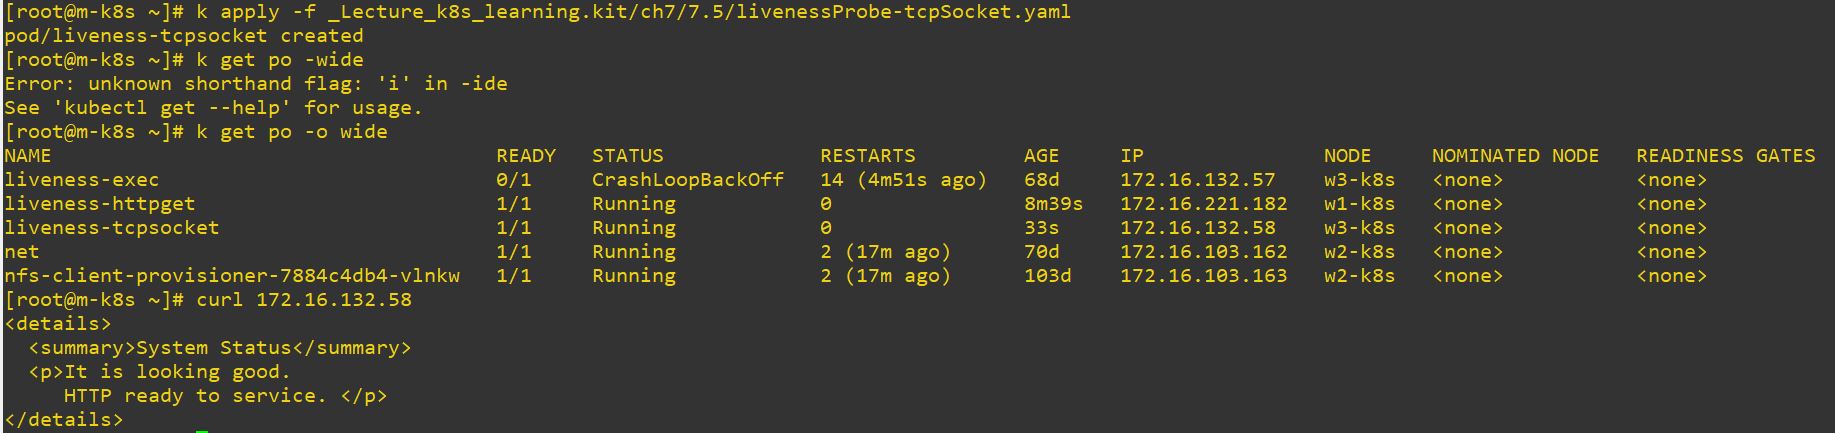 [root@m-k8s ~]# k apply -f _Lecture_k8s_learning.kit/ch7/7.5/livenessProbe-tcpSocket.yaml
pod/liveness-tcpsocket created
[root@m-k8s ~]# k get po -wide
Error: unknown shorthand flag: 'i' in -ide
See 'kubectl get --help' for usage.
[root@m-k8s ~]# k get po -o wide
NAME                                     READY   STATUS             RESTARTS         AGE     IP               NODE     NOMINATED NODE   READINESS GATES
liveness-exec                            0/1     CrashLoopBackOff   14 (4m51s ago)   68d     172.16.132.57    w3-k8s   <none>           <none>
liveness-httpget                         1/1     Running            0                8m39s   172.16.221.182   w1-k8s   <none>           <none>
liveness-tcpsocket                       1/1     Running            0                33s     172.16.132.58    w3-k8s   <none>           <none>
net                                      1/1     Running            2 (17m ago)      70d     172.16.103.162   w2-k8s   <none>           <none>
nfs-client-provisioner-7884c4db4-vlnkw   1/1     Running            2 (17m ago)      103d    172.16.103.163   w2-k8s   <none>           <none>
[root@m-k8s ~]# curl 172.16.132.58
<details>
  <summary>System Status</summary>
  <p>It is looking good.
     HTTP ready to service. </p>
</details>